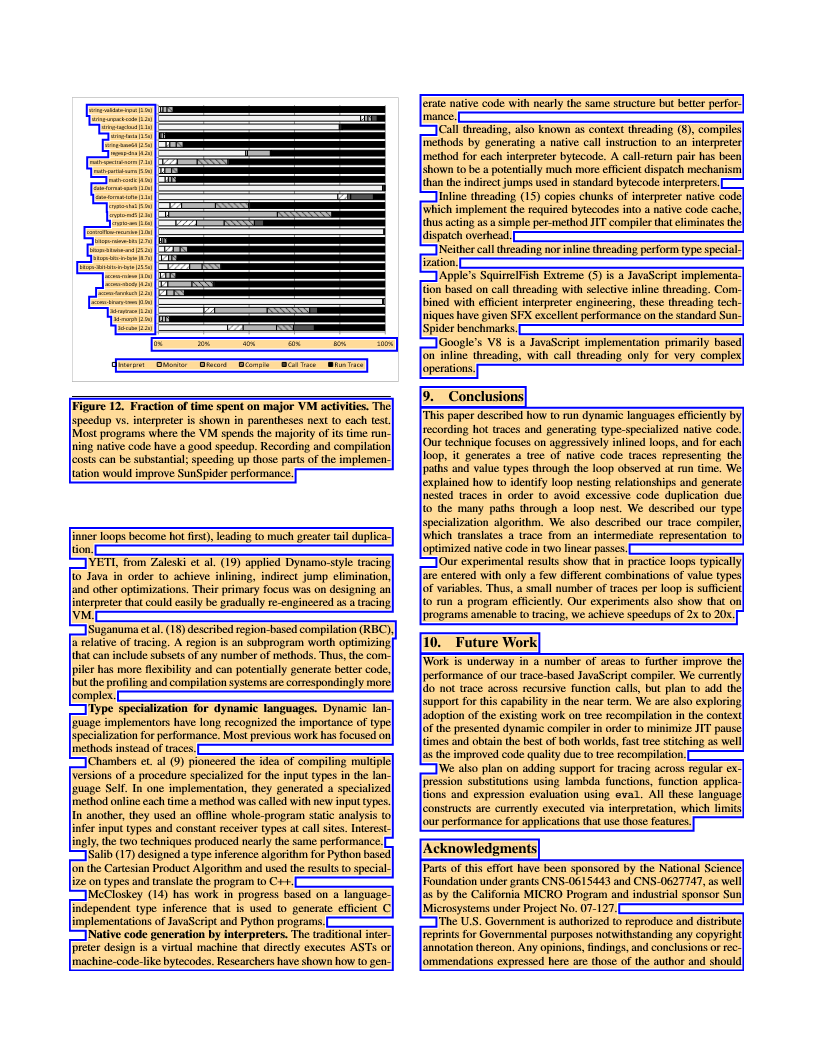 string-validate-input (1.9x)
string-unpack-code (1.2x)
string-tagcloud (1.1x)
string-fasta (1.5x)
string-base64 (2.5x)
regexp-dna (4.2x)
math-spectral-norm (7.1x)
math-partial-sums (5.9x)
math-cordic (4.9x)
date-format-xparb (1.0x)
date-format-tofte (1.1x)
crypto-sha1 (5.9x)
crypto-md5 (2.3x)
crypto-aes (1.6x)
controlflow-recursive (1.0x)
bitops-nsieve-bits (2.7x)
bitops-bitwise-and (25.2x)
bitops-bits-in-byte (8.7x)
bitops-3bit-bits-in-byte (25.5x)
access-nsieve (3.0x)
access-nbody (4.2x)
access-fannkuch (2.2x)
access-binary-trees (0.9x)
3d-raytrace (1.2x)
3d-morph (2.9x)
3d-cube (2.2x)
0% 20% 40% 60% 80% 100%
Interpret Monitor Record Compile Call Trace Run Trace
Figure 12. Fraction of time spent on major VM activities. The
speedup vs. interpreter is shown in parentheses next to each test.
Most programs where the VM spends the majority of its time run-
ning native code have a good speedup. Recording and compilation
costs can be substantial; speeding up those parts of the implemen-
tation would improve SunSpider performance.
inner loops become hot first), leading to much greater tail duplica-
tion.
YETI, from Zaleski et al. (19) applied Dynamo-style tracing
to Java in order to achieve inlining, indirect jump elimination,
and other optimizations. Their primary focus was on designing an
interpreter that could easily be gradually re-engineered as a tracing
VM.
Suganuma et al. (18) described region-based compilation (RBC),
a relative of tracing. A region is an subprogram worth optimizing
that can include subsets of any number of methods. Thus, the com-
piler has more flexibility and can potentially generate better code,
but the profiling and compilation systems are correspondingly more
complex.
Type specialization for dynamic languages. Dynamic lan-
guage implementors have long recognized the importance of type
specialization for performance. Most previous work has focused on
methods instead of traces.
Chambers et. al (9) pioneered the idea of compiling multiple
versions of a procedure specialized for the input types in the lan-
guage Self. In one implementation, they generated a specialized
method online each time a method was called with new input types.
In another, they used an offline whole-program static analysis to
infer input types and constant receiver types at call sites. Interest-
ingly, the two techniques produced nearly the same performance.
Salib (17) designed a type inference algorithm for Python based
on the Cartesian Product Algorithm and used the results to special-
ize on types and translate the program to C++.
McCloskey (14) has work in progress based on a language-
independent type inference that is used to generate efficient C
implementations of JavaScript and Python programs.
Native code generation by interpreters. The traditional inter-
preter design is a virtual machine that directly executes ASTs or
machine-code-like bytecodes. Researchers have shown how to gen-
erate native code with nearly the same structure but better perfor-
mance.
Call threading, also known as context threading (8), compiles
methods by generating a native call instruction to an interpreter
method for each interpreter bytecode. A call-return pair has been
shown to be a potentially much more efficient dispatch mechanism
than the indirect jumps used in standard bytecode interpreters.
Inline threading (15) copies chunks of interpreter native code
which implement the required bytecodes into a native code cache,
thus acting as a simple per-method JIT compiler that eliminates the
dispatch overhead.
Neither call threading nor inline threading perform type special-
ization.
Apple's SquirrelFish Extreme (5) is a JavaScript implementa-
tion based on call threading with selective inline threading. Com-
bined with efficient interpreter engineering, these threading tech-
niques have given SFX excellent performance on the standard Sun-
Spider benchmarks.
Google's V8 is a JavaScript implementation primarily based
on inline threading, with call threading only for very complex
operations.
9. Conclusions
This paper described how to run dynamic languages efficiently by
recording hot traces and generating type-specialized native code.
Our technique focuses on aggressively inlined loops, and for each
loop, it generates a tree of native code traces representing the
paths and value types through the loop observed at run time. We
explained how to identify loop nesting relationships and generate
nested traces in order to avoid excessive code duplication due
to the many paths through a loop nest. We described our type
specialization algorithm. We also described our trace compiler,
which translates a trace from an intermediate representation to
optimized native code in two linear passes.
Our experimental results show that in practice loops typically
are entered with only a few different combinations of value types
of variables. Thus, a small number of traces per loop is sufficient
to run a program efficiently. Our experiments also show that on
programs amenable to tracing, we achieve speedups of 2x to 20x.
10. Future Work
Work is underway in a number of areas to further improve the
performance of our trace-based JavaScript compiler. We currently
do not trace across recursive function calls, but plan to add the
support for this capability in the near term. We are also exploring
adoption of the existing work on tree recompilation in the context
of the presented dynamic compiler in order to minimize JIT pause
times and obtain the best of both worlds, fast tree stitching as well
as the improved code quality due to tree recompilation.
We also plan on adding support for tracing across regular ex-
pression substitutions using lambda functions, function applica-
tions and expression evaluation using eval. All these language
constructs are currently executed via interpretation, which limits
our performance for applications that use those features.
Acknowledgments
Parts of this effort have been sponsored by the National Science
Foundation under grants CNS-0615443 and CNS-0627747, as well
as by the California MICRO Program and industrial sponsor Sun
Microsystems under Project No. 07-127.
The U.S. Government is authorized to reproduce and distribute
reprints for Governmental purposes notwithstanding any copyright
annotation thereon. Any opinions, findings, and conclusions or rec-
ommendations expressed here are those of the author and should